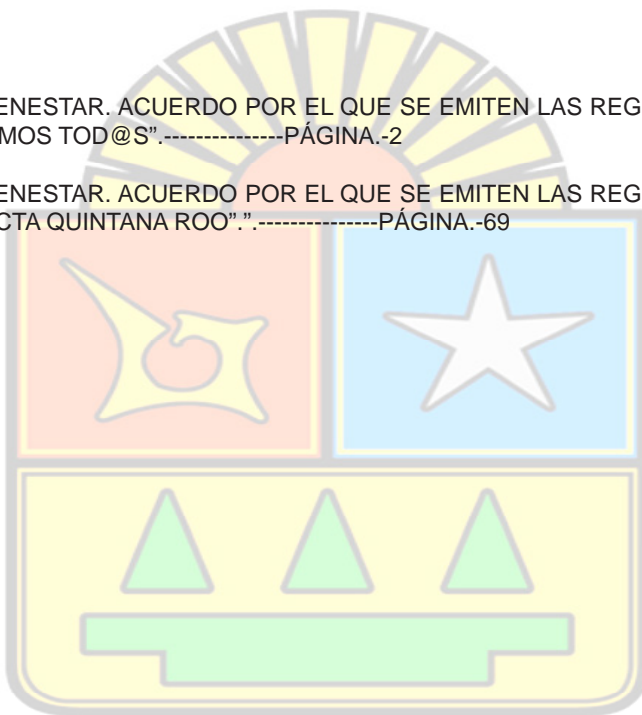 ENESTAR. ACUERDO POR EL QUE SE EMITEN LAS REG
MOS TOD@S”.---------------PÁGINA.-2
ENESTAR. ACUERDO POR EL QUE SE EMITEN LAS REG
CTA QUINTANA ROO”.”.---------------PÁGINA.-69